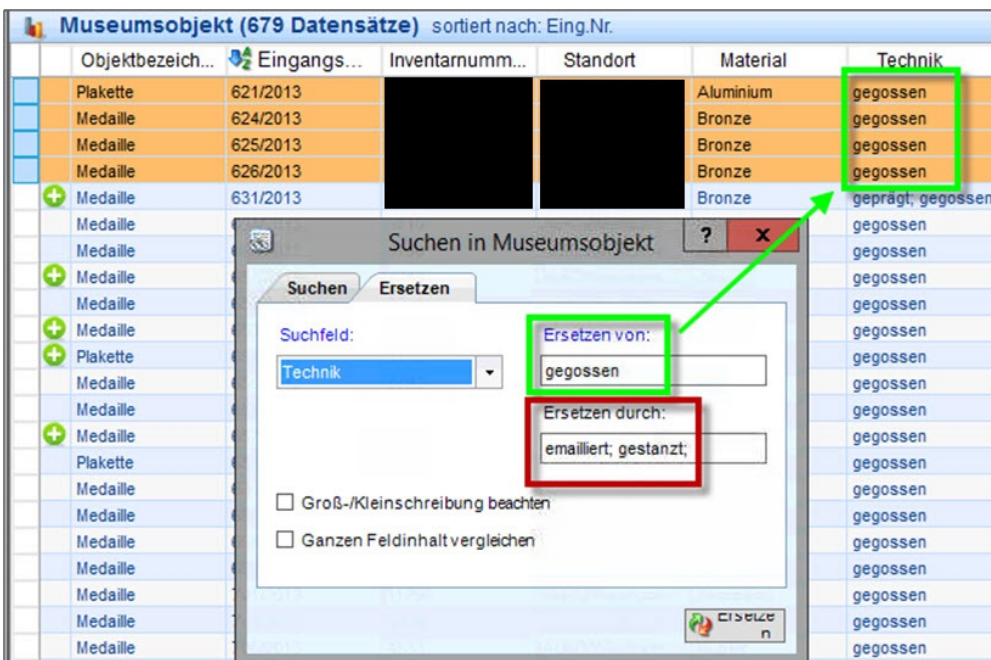 Museumsobjekt (679 Datensätze) sortiert nach: Eing.Nr.
Objektbezeich... Eingangs... Inventarnumm... Standort Material Technik
Plakette 621/2013 Aluminium gegossen
Medaille 624/2013 Bronze gegossen
Medaille 625/2013 Bronze gegossen
Medaille 626/2013 Bronze gegossen
Medaille 631/2013 Bronze geprägt; gegossen
Medaille gegossen
Medaille gegossen
Medaille gegossen
Medaille gegossen
Medaille gegossen
Plakette gegossen
Medaille gegossen
Medaille gegossen
Medaille gegossen
Plakette gegossen
Medaille gegossen
Medaille gegossen
Medaille gegossen
Medaille gegossen
Medaille gegossen
Medaille gegossen
Medaille gegossen
Suchen in Museumsobjekt ? x
Suchen Ersetzen
Suchfeld: Ersetzen von:
Technik gegossen
Ersetzen durch:
emailliert; gestanzt;
Groß-/Kleinschreibung beachten
Ganzen Feldinhalt vergleichen
Ersetze
n